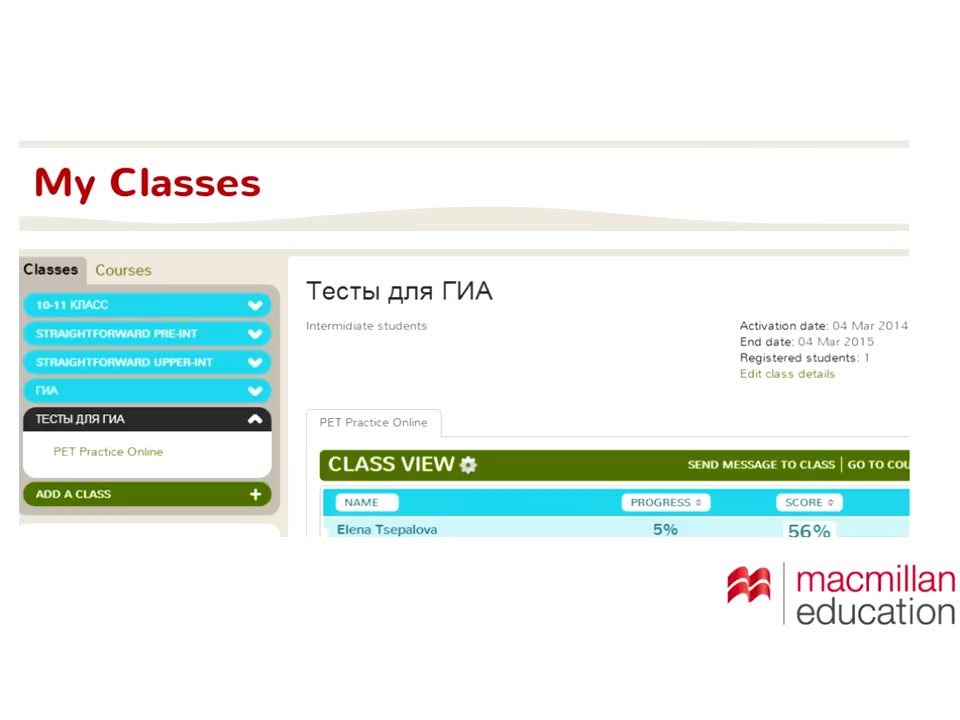 My Classes
Classes
Courses
10-11 КЛАСС
STRAIGHTFORWARD PRE-INT
STRAIGHTFORWARD UPPER-INT
ГИА
ТЕСТЫ ДЛЯ ГИА
PET Practice Online
ADD A CLASS
Тесты для ГИА
Intermidiate students
Activation date: 04 Mar 2014
End date: 04 Mar 2015
Registered students: 1
Edit class details
PET Practice Online
CLASS VIEW
SEND MESSAGE TO CLASS | GO TO COU
NAME PROGRESS SCORE
Elena Tsepalova 5% 56%
macmillan
education